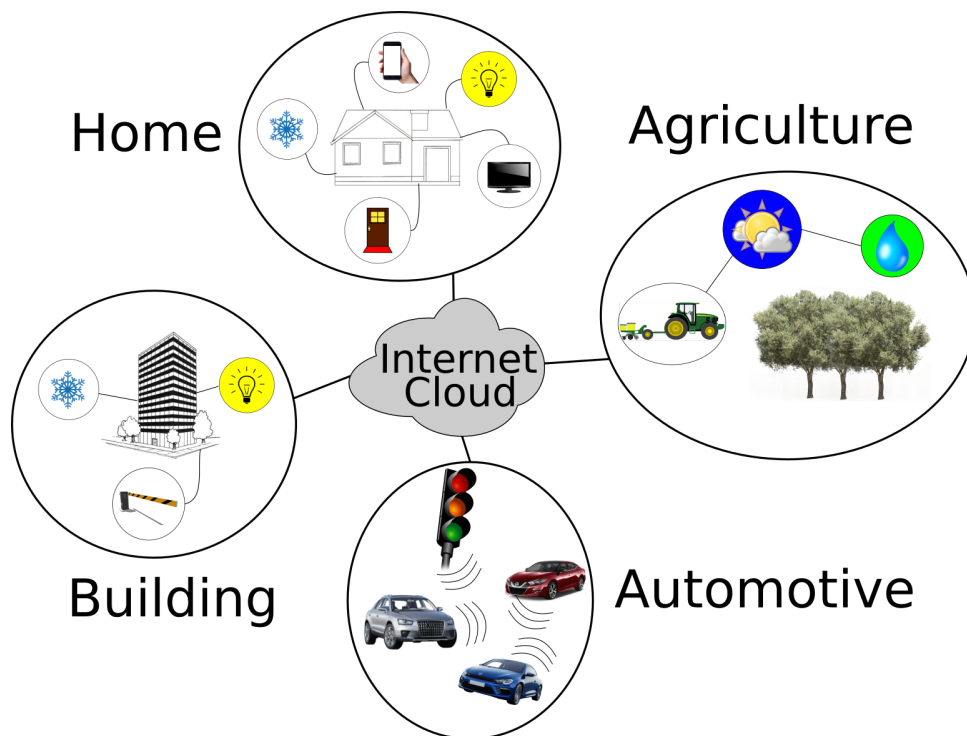 Home
Agriculture
Internet
Cloud
Building
Automotive